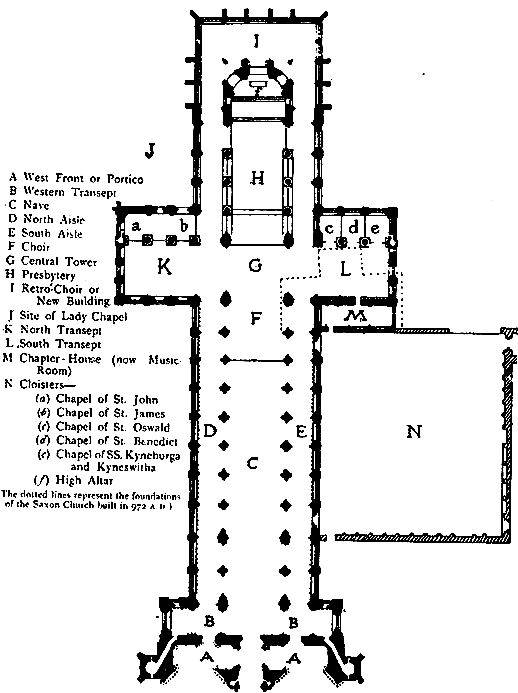 I
f
J
H
A West Front or Portico
B Western Transept
C Nave
D North Aisle
E South Aisle
F Choir
G Central Tower
H Presbytery
I Retro-Choir or
New Building
J Site of Lady Chapel
K North Transept
L South Transept
M Chapter-House (now Music-
Room)
N Cloisters—
(a) Chapel of St. John
(b) Chapel of St. James
(c) Chapel of St. Oswald
(d) Chapel of St. Benedict
(e) Chapel of SS. Kyneburga
and Kyneswitha
(f) High Altar
The dotted lines represent the foundations
of the Saxon Church built in 972 A.D.)
a b c d e
K G L
F M
D E N
C
B B
A A